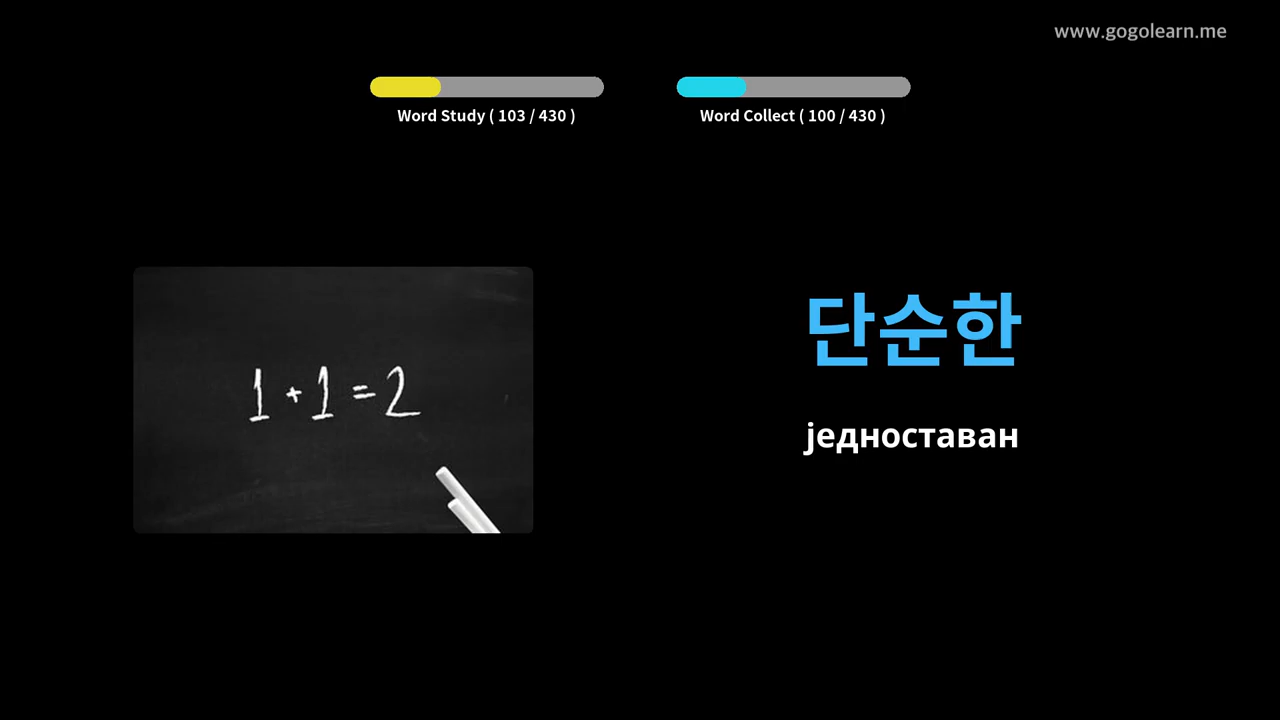 www.gogolearn.me
Word Study ( 103 / 430 )
Word Collect ( 100 / 430 )
1 + 1 = 2
단순한
једноставан